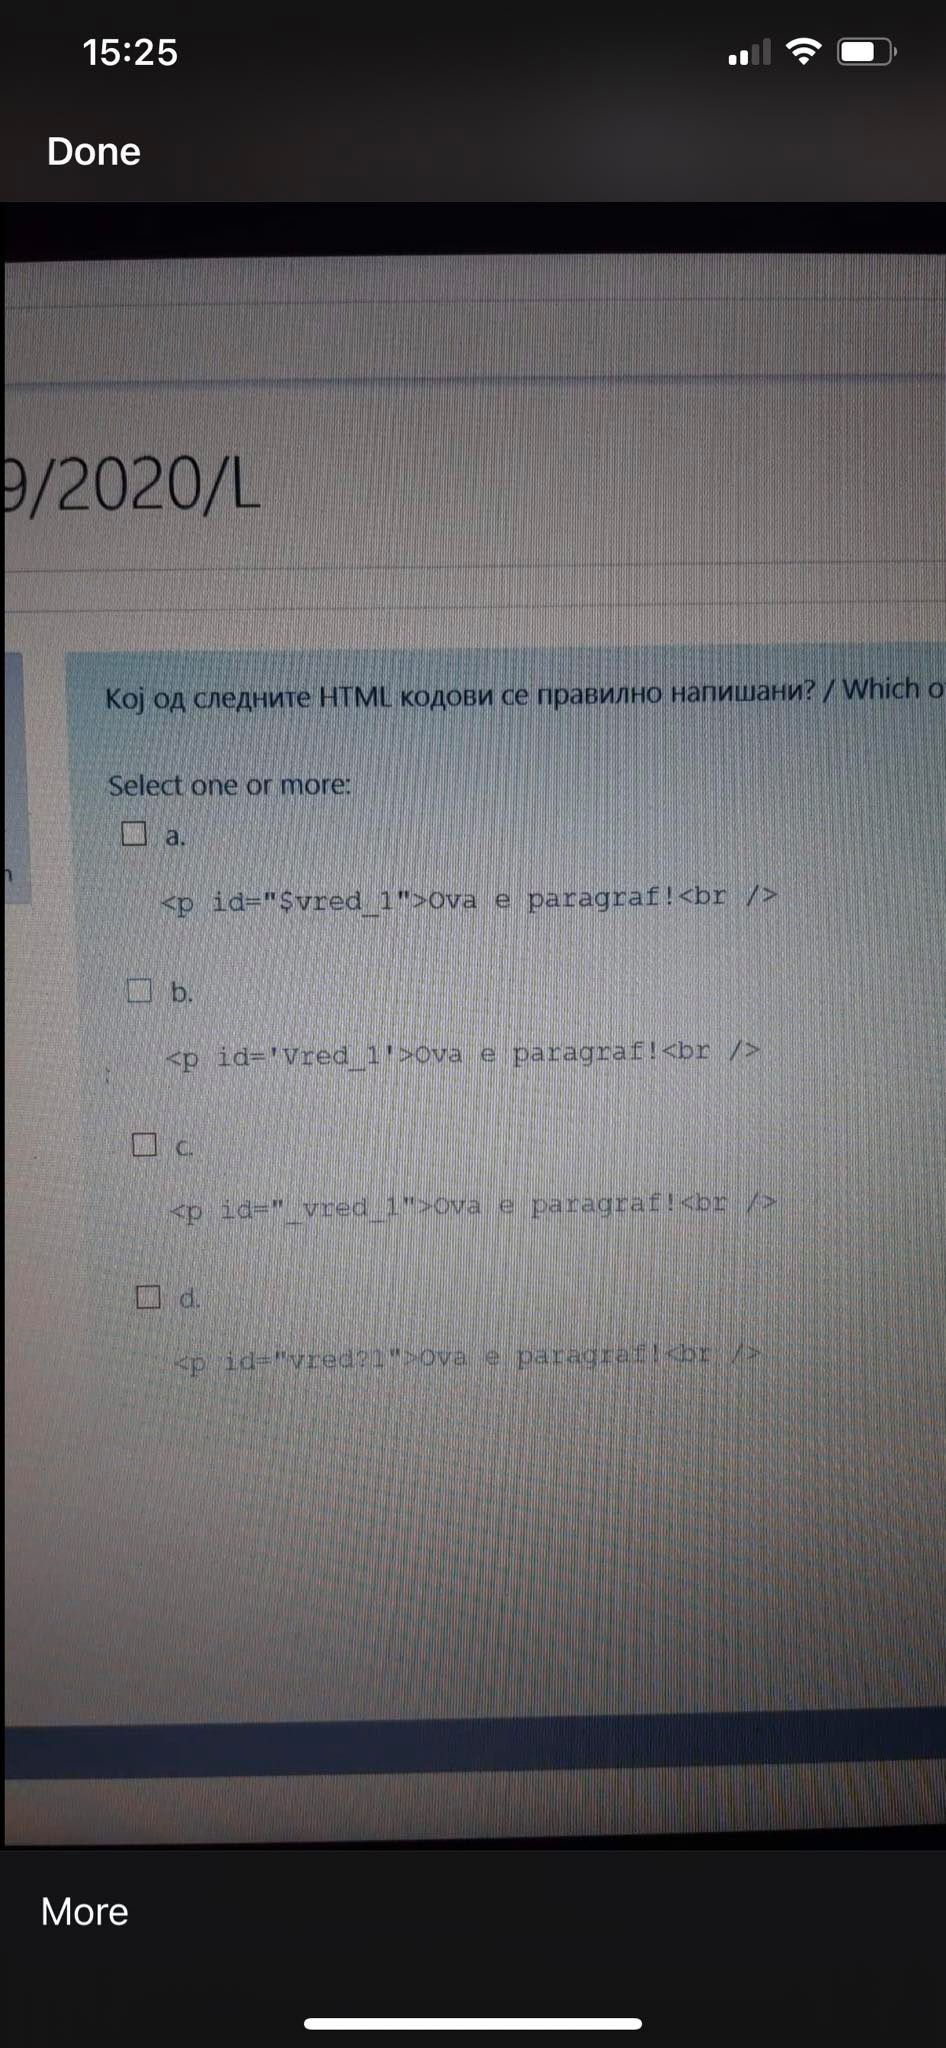 15:25
Done
9/2020/L
Кој од следните HTML кодови се правилно напишани? / Which o
Select one or more:
a.
<p id="$vred_1">Ova e paragraf!<br />
b.
<p id='Vred_1'>Ova e paragraf!<br />
c.
<p id="_vred_1">Ova e paragraf!<br />
d.
<p id="vred?1">Ova e paragraf!<br />
More